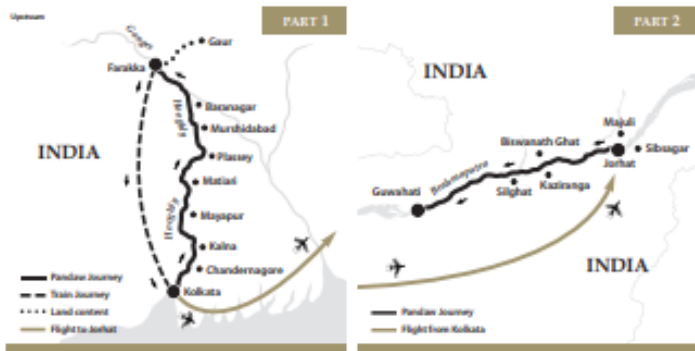 Upstream
PART 1
Ganges
Gaur
Farakka
Hooghly
Baranagar
Murshidabad
INDIA
Plassey
Matiari
Hooghly
Mayapur
Kalna
Chandernagare
Kolkata
Pandaw Journey
Train Journey
Land content
Flight to Jorhat
PART 2
INDIA
Majuli
Biswanath Ghat
Sibsagar
Jorhat
Brahmaputra
Guwahati
Silghat
Kaziranga
INDIA
Pandaw Journey
Flight from Kolkata